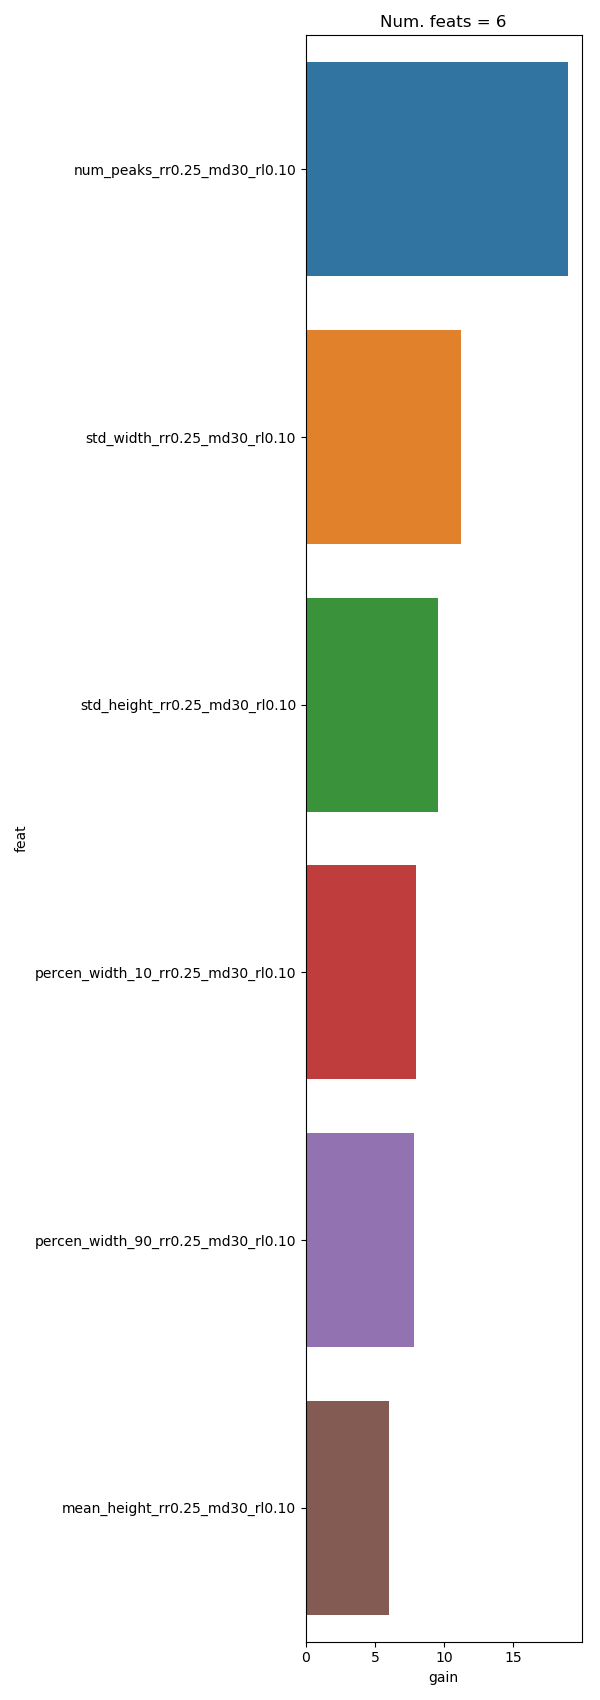 Num. feats = 6
num_peaks_rr0.25_md30_rl0.10
std_width_rr0.25_md30_rl0.10
std_height_rr0.25_md30_rl0.10
feat
percen_width_10_rr0.25_md30_rl0.10
percen_width_90_rr0.25_md30_rl0.10
mean_height_rr0.25_md30_rl0.10
0 5 10 15
gain